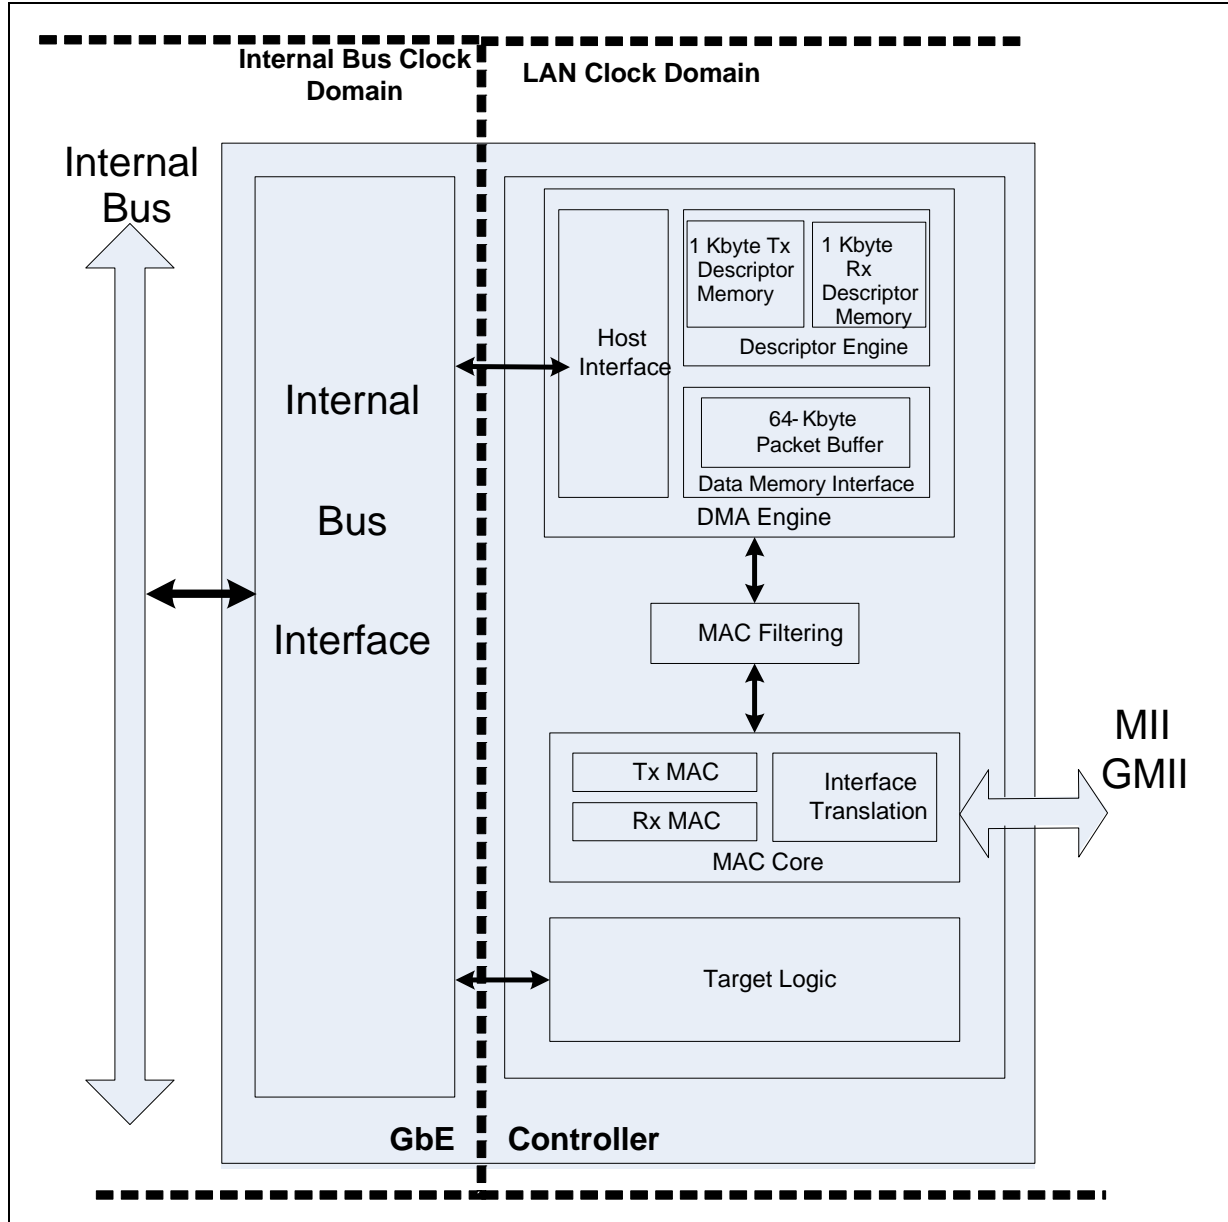 Internal Bus Clock
Domain
LAN Clock Domain
Internal
Bus
Internal
Bus
Interface
Host
Interface
1 Kbyte Tx
Descriptor
Memory
1 Kbyte
Rx
Descriptor
Memory
Descriptor Engine
64-Kbyte
Packet Buffer
Data Memory Interface
DMA Engine
MAC Filtering
Tx MAC
Rx MAC
Interface
Translation
MAC Core
MII
GMII
Target Logic
GbE Controller